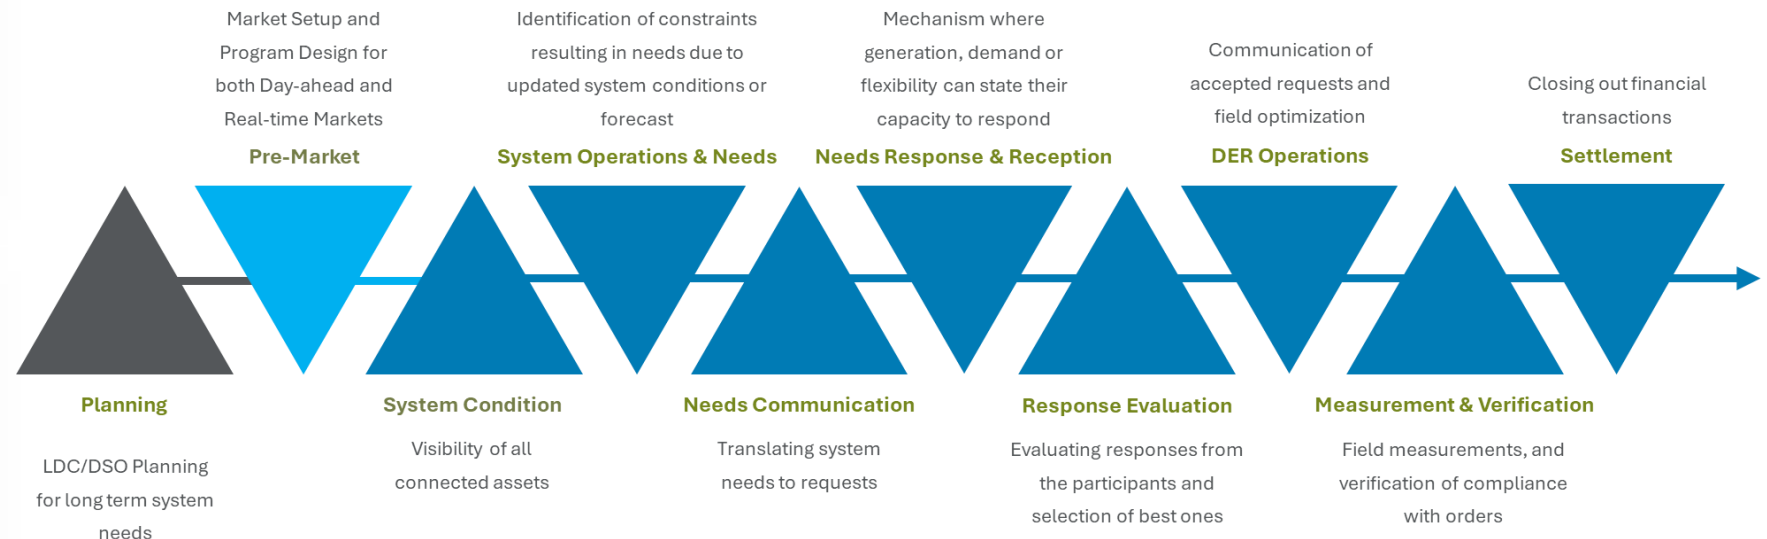 Market Setup and
Program Design for
both Day-ahead and
Real-time Markets
Pre-Market
Identification of constraints
resulting in needs due to
updated system conditions or
forecast
System Operations & Needs
Mechanism where
generation, demand or
flexibility can state their
capacity to respond
Needs Response & Reception
Communication of
accepted requests and
field optimization
DER Operations
Closing out financial
transactions
Settlement
Planning
LDC/DSO Planning
for long term system
needs
System Condition
Visibility of all
connected assets
Needs Communication
Translating system
needs to requests
Response Evaluation
Evaluating responses from
the participants and
selection of best ones
Measurement & Verification
Field measurements, and
verification of compliance
with orders